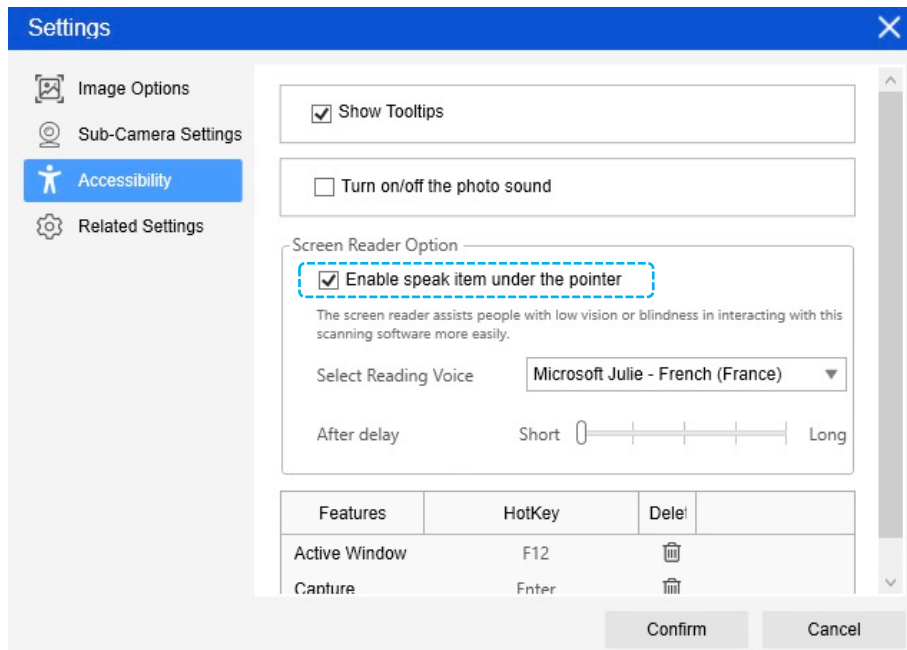 Settings
Image Options
Sub-Camera Settings
Accessibility
Related Settings
Show Tooltips
Turn on/off the photo sound
Screen Reader Option
Enable speak item under the pointer
The screen reader assists people with low vision or blindness in interacting with this
scanning software more easily.
Select Reading Voice Microsoft Julie - French (France)
After delay Short Long
Features HotKey Delet
Active Window F12
Capture Enter
Confirm Cancel